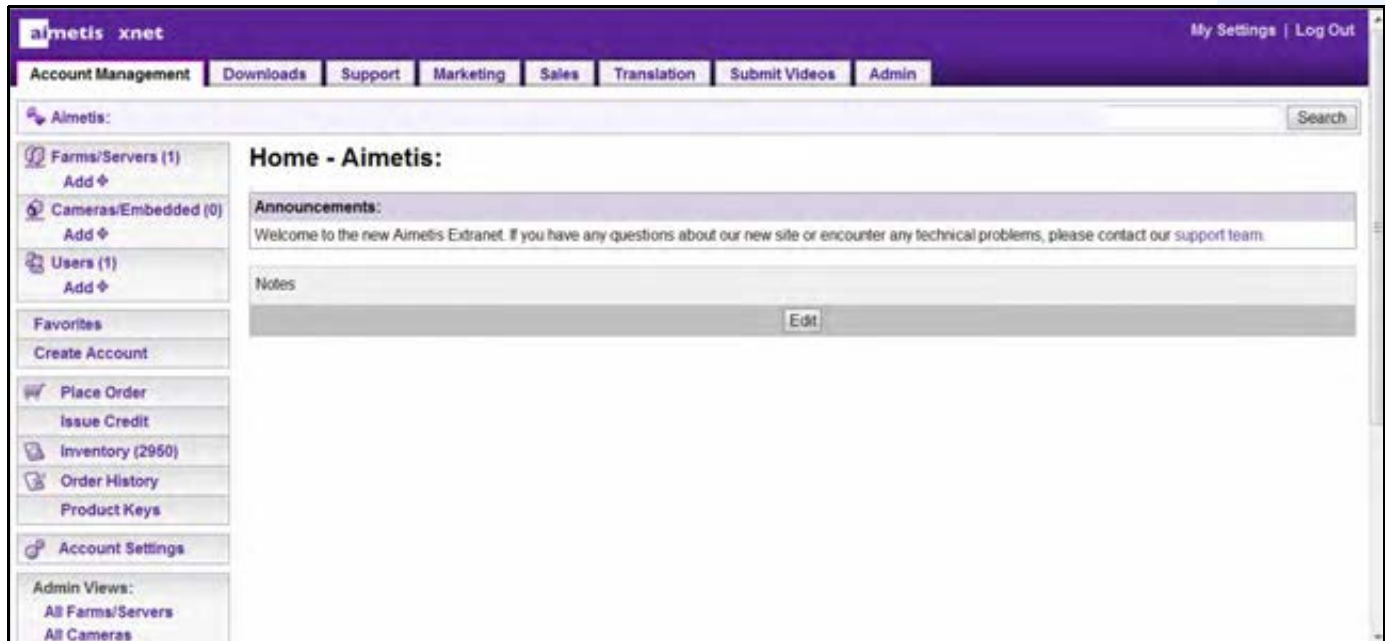 aimetis xnet
My Settings | Log Out
Account Management Downloads Support Marketing Sales Translation Submit Videos Admin
Aimetis:
Search
Farms/Servers (1)
Add
Cameras/Embedded (0)
Add
Users (1)
Add
Favorites
Create Account
Place Order
Issue Credit
Inventory (2950)
Order History
Product Keys
Account Settings
Admin Views:
All Farms/Servers
All Cameras
Home - Aimetis:
Announcements:
Welcome to the new Aimetis Extranet. If you have any questions about our new site or encounter any technical problems, please contact our support team.
Notes
Edit